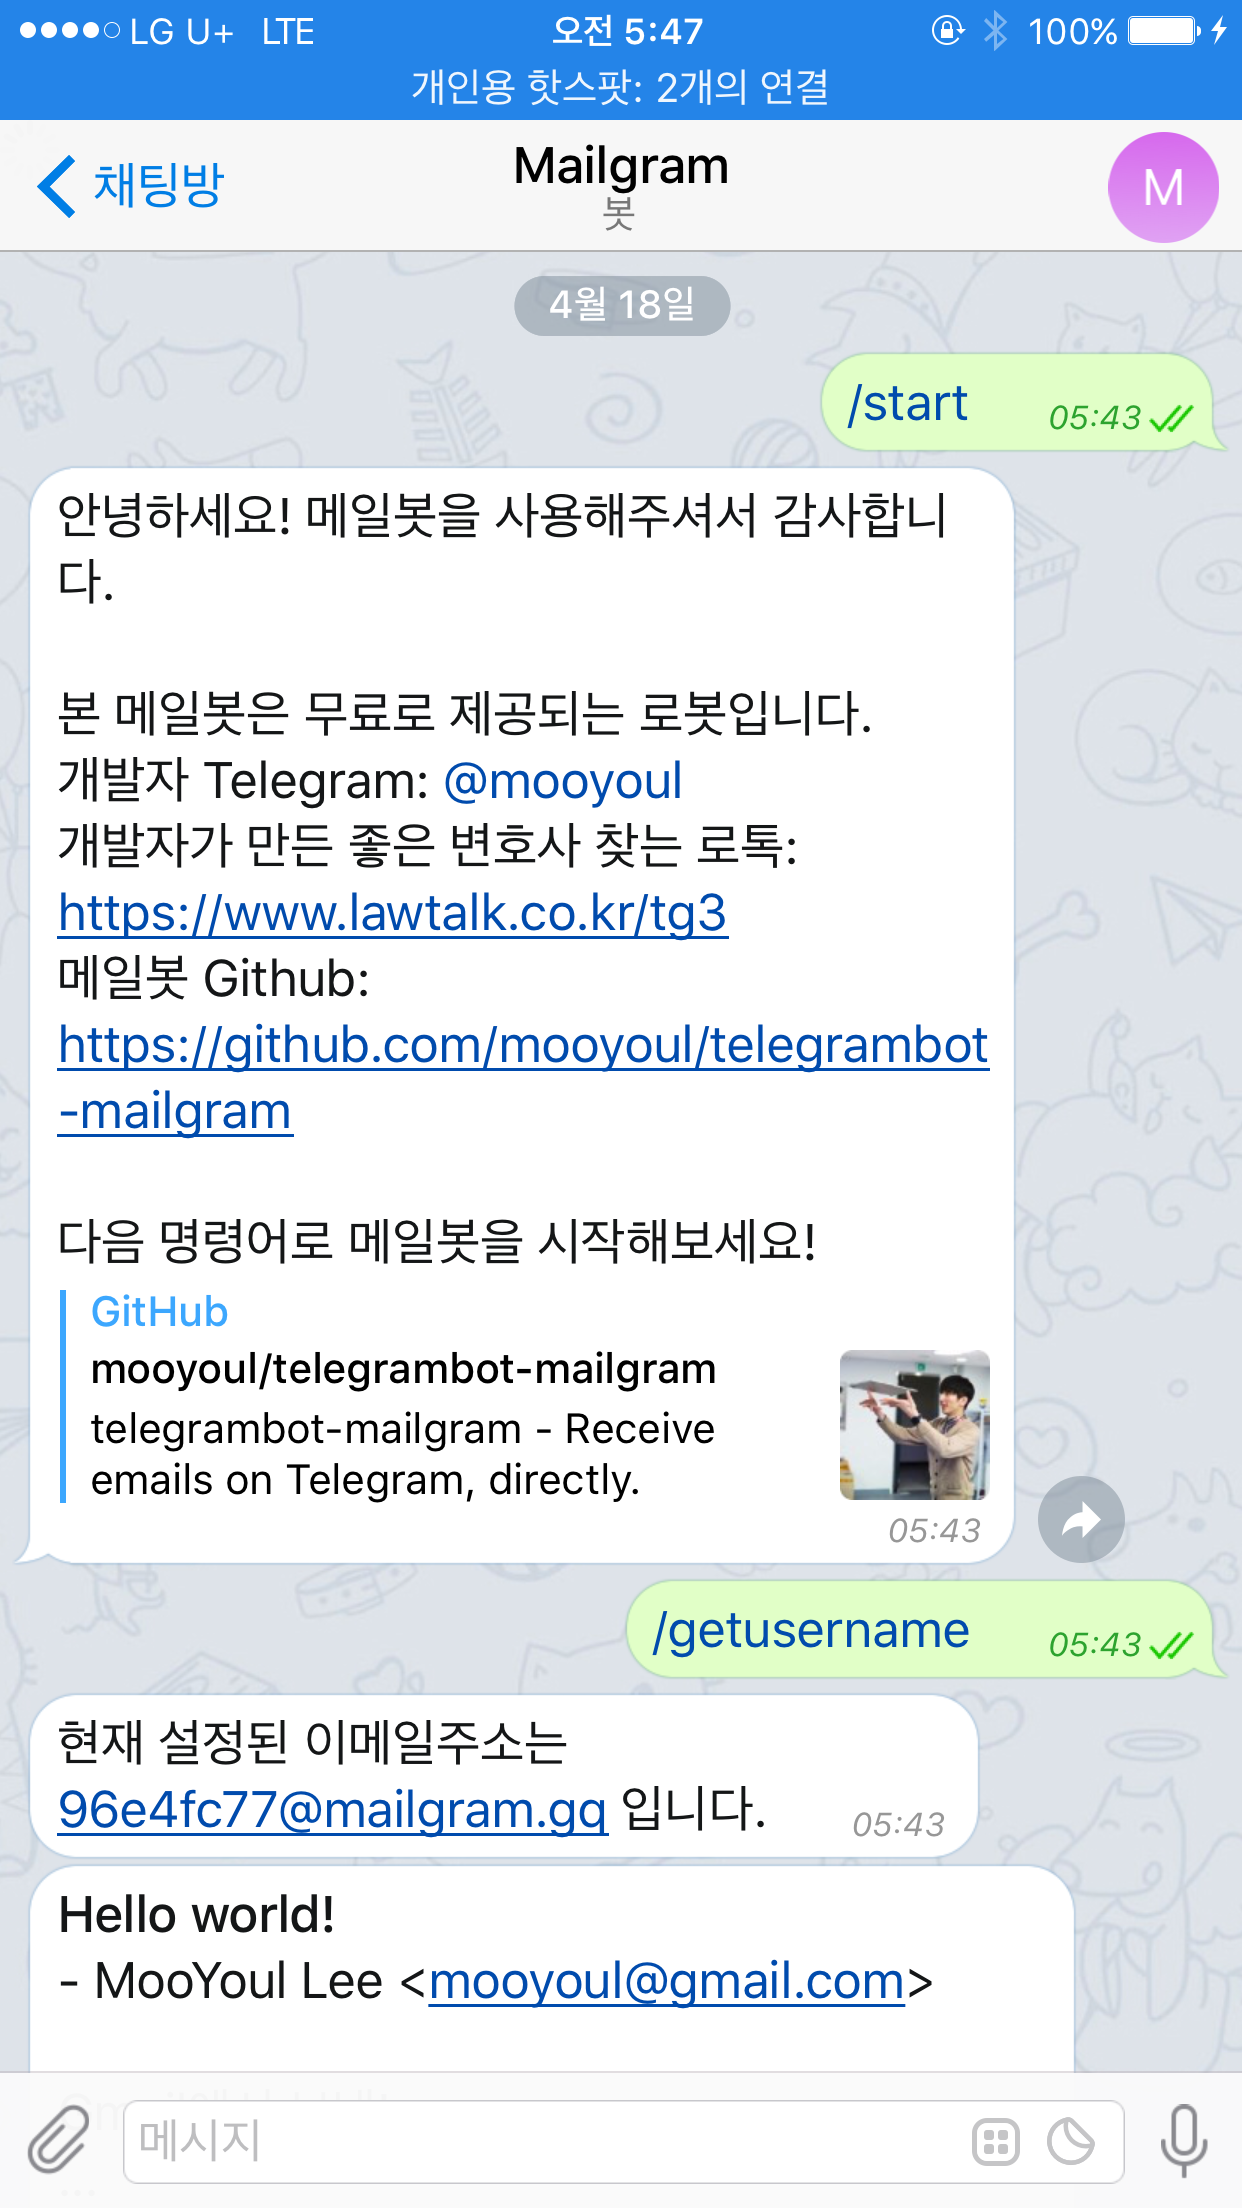 LG U+ LTE 오전 5:47 100%
개인용 핫스팟: 2개의 연결
채팅방 Mailgram M
봇
4월 18일
/start 05:43
안녕하세요! 메일봇을 사용해주셔서 감사합니
다.
본 메일봇은 무료로 제공되는 로봇입니다.
개발자 Telegram: @mooyoul
개발자가 만든 좋은 변호사 찾는 로톡:
https://www.lawtalk.co.kr/tg3
메일봇 Github:
https://github.com/mooyoul/telegrambot
-mailgram
다음 명령어로 메일봇을 시작해보세요!
GitHub
mooyoul/telegrambot-mailgram
telegrambot-mailgram - Receive
emails on Telegram, directly.
05:43
/getusername 05:43
현재 설정된 이메일주소는
96e4fc77@mailgram.gq 입니다. 05:43
Hello world!
- MooYoul Lee <mooyoul@gmail.com>
메시지